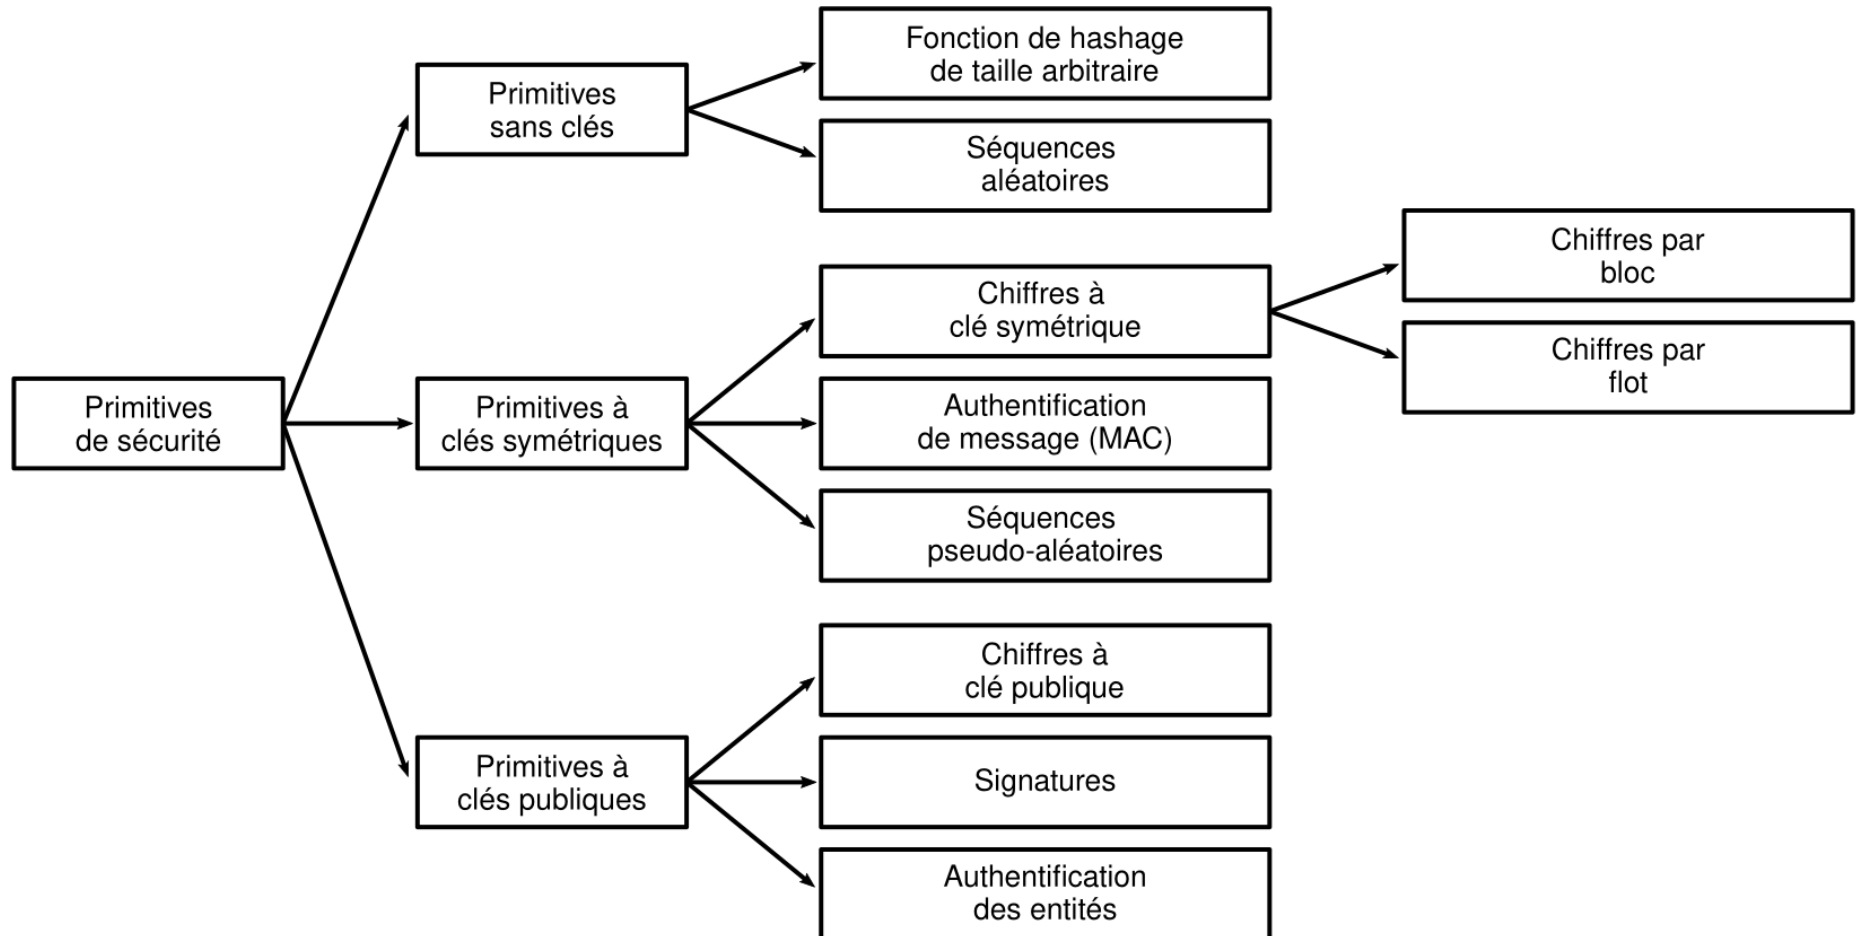 Fonction de hashage
de taille arbitraire
Primitives
sans clés
Séquences
aléatoires
Chiffres par
bloc
Chiffres à
clé symétrique
Chiffres par
flot
Primitives
de sécurité
Primitives à
clés symétriques
Authentification
de message (MAC)
Séquences
pseudo-aléatoires
Chiffres à
clé publique
Primitives à
clés publiques
Signatures
Authentification
des entités